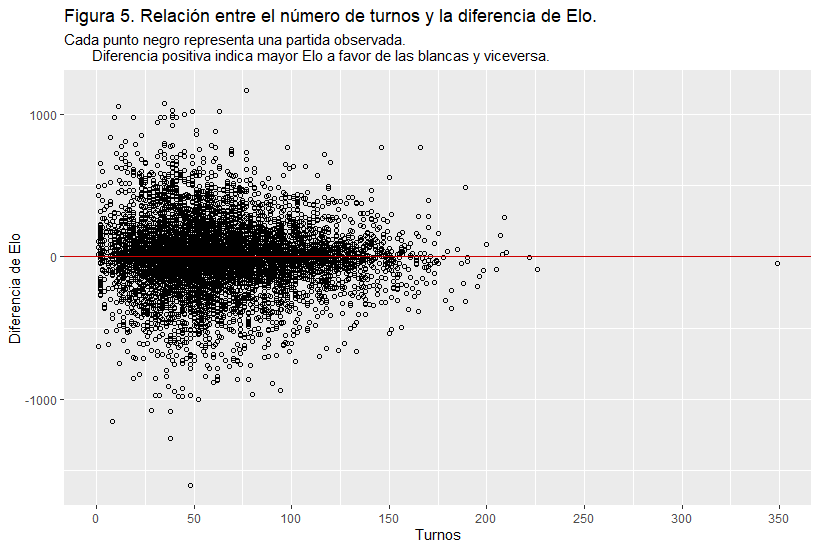 Figura 5. Relación entre el número de turnos y la diferencia de Elo.
Cada punto negro representa una partida observada.
Diferencia positiva indica mayor Elo a favor de las blancas y viceversa.
1000
0
-1000
Diferencia de Elo
0 50 100 150 200 250 300 350
Turnos